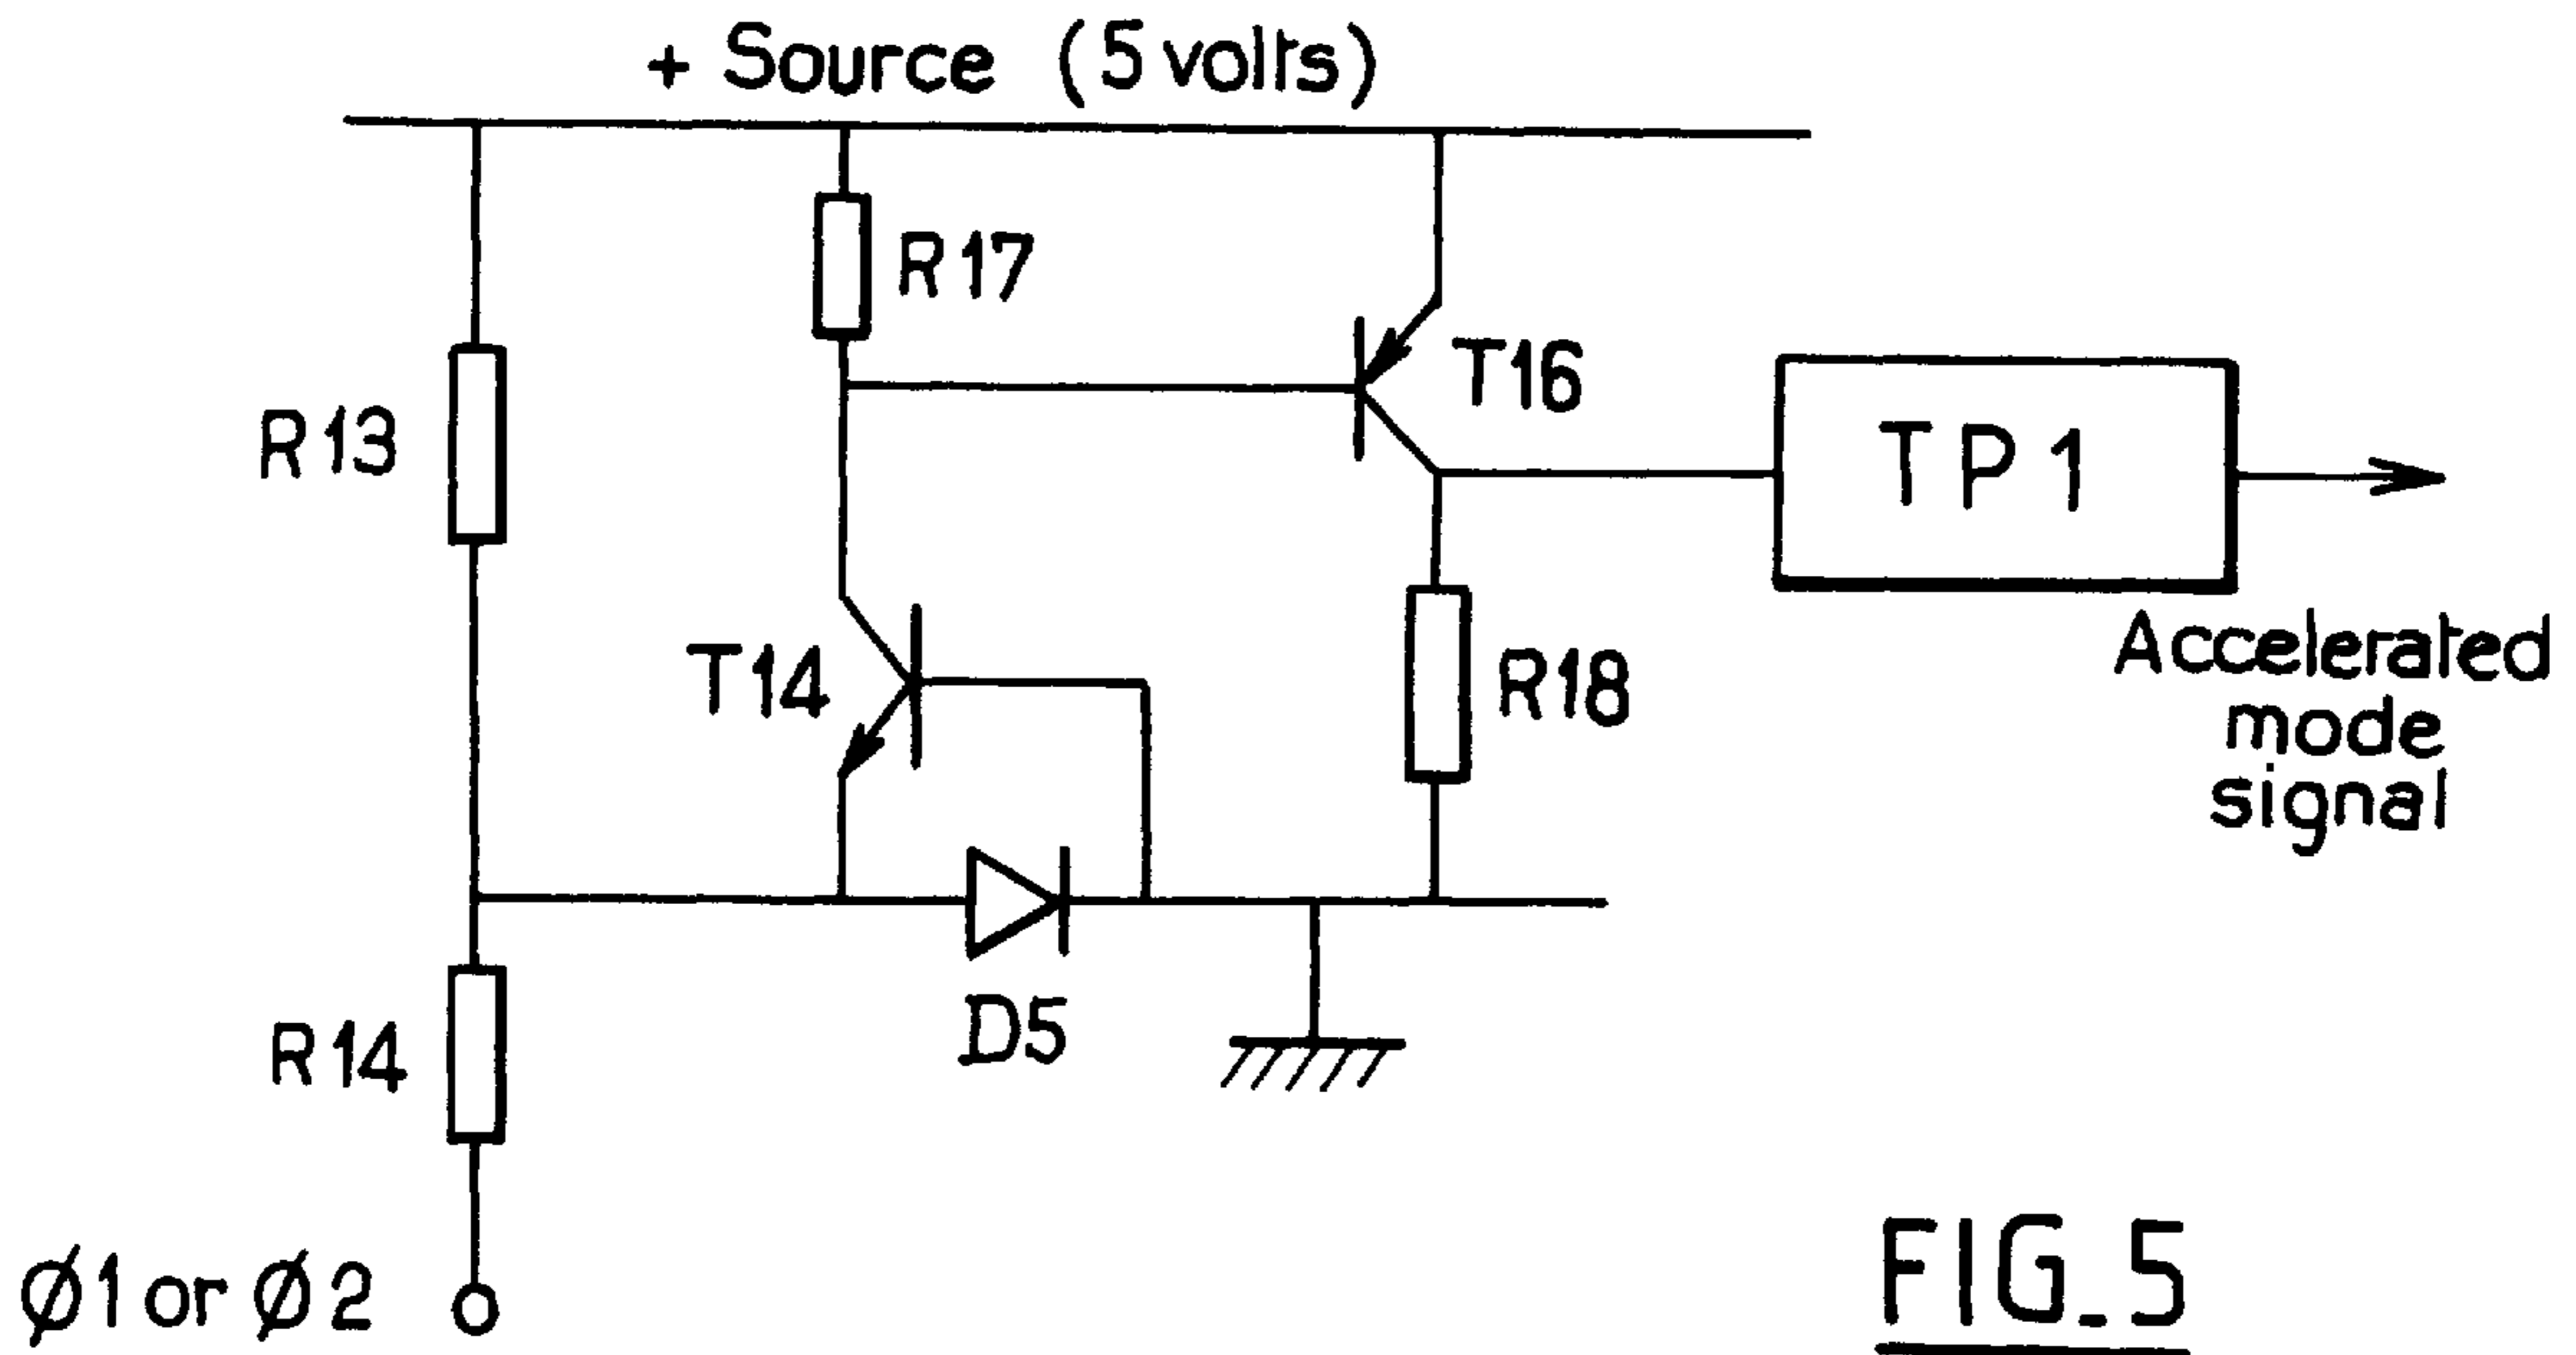 + Source (5 volts)
R17
T16
R13
TP1
T14
R18
Accelerated
mode
signal
D5
R14
Ø1 or Ø2
FIG_5